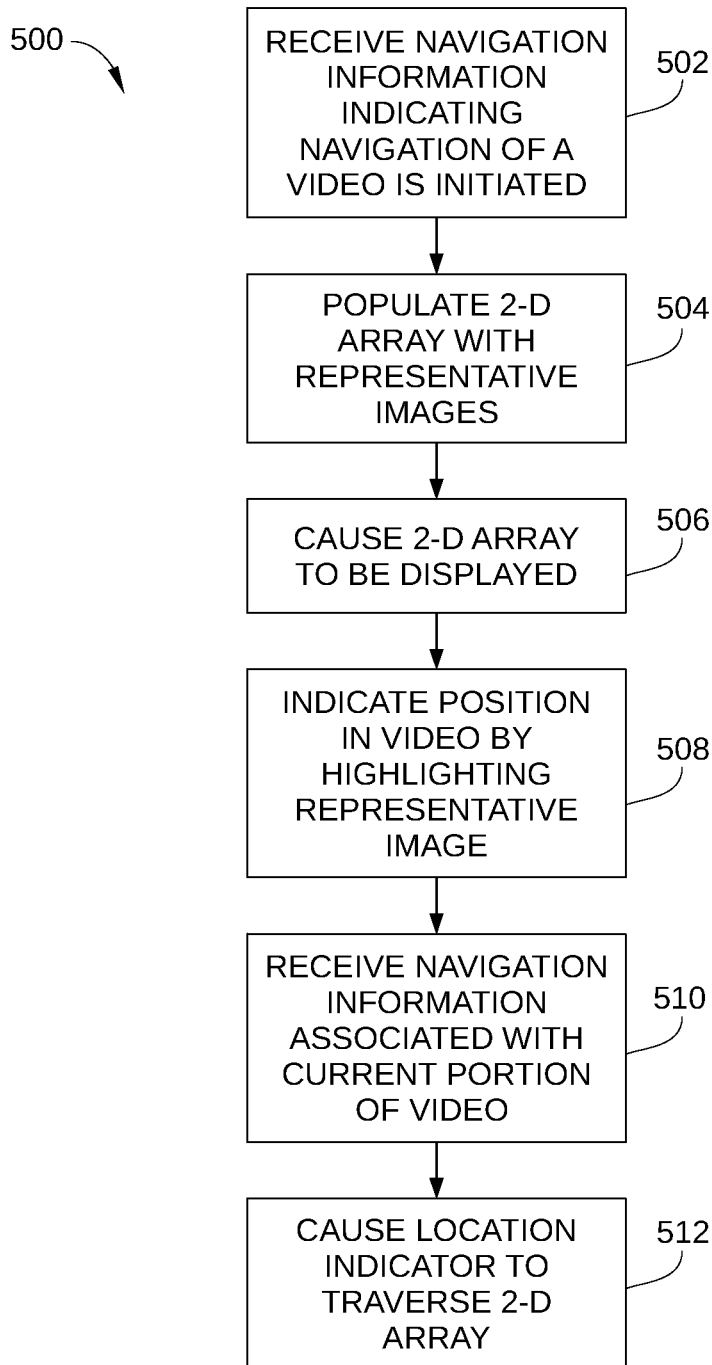 500
RECEIVE NAVIGATION
INFORMATION
INDICATING
NAVIGATION OF A
VIDEO IS INITIATED
502
POPULATE 2-D
ARRAY WITH
REPRESENTATIVE
IMAGES
504
CAUSE 2-D ARRAY
TO BE DISPLAYED
506
INDICATE POSITION
IN VIDEO BY
HIGHLIGHTING
REPRESENTATIVE
IMAGE
508
RECEIVE NAVIGATION
INFORMATION
ASSOCIATED WITH
CURRENT PORTION
OF VIDEO
510
CAUSE LOCATION
INDICATOR TO
TRAVERSE 2-D
ARRAY
512